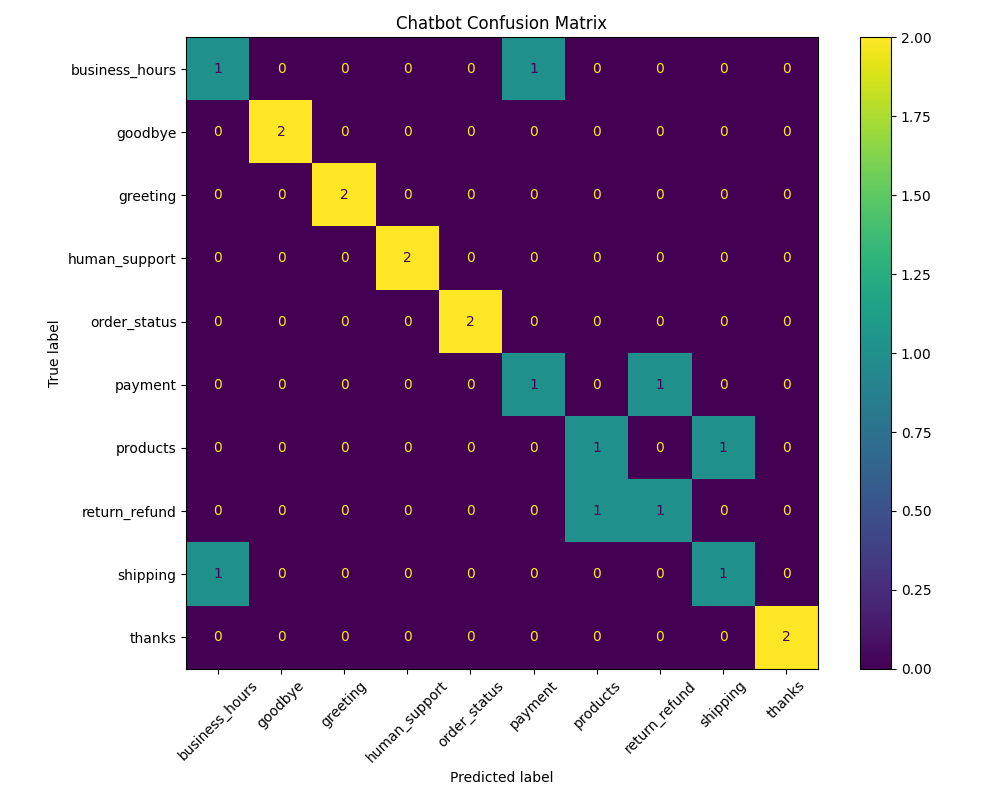 Chatbot Confusion Matrix
business_hours 1 0 0 0 0 1 0 0 0 0
goodbye 0 2 0 0 0 0 0 0 0 0
greeting 0 0 2 0 0 0 0 0 0 0
human_support 0 0 0 2 0 0 0 0 0 0
order_status 0 0 0 0 2 0 0 0 0 0
payment 0 0 0 0 0 1 0 1 0 0
products 0 0 0 0 0 0 1 0 1 0
return_refund 0 0 0 0 0 0 1 1 0 0
shipping 1 0 0 0 0 0 0 0 1 0
thanks 0 0 0 0 0 0 0 0 0 2
True label
business_hours goodbye greeting human_support order_status payment products return_refund shipping thanks
Predicted label
2.00
1.75
1.50
1.25
1.00
0.75
0.50
0.25
0.00